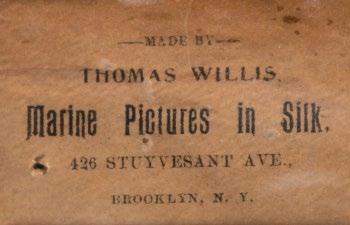 —MADE BY—
THOMAS WILLIS,
Marine Pictures in Silk,
426 STUYVESANT AVE.,
BROOKLYN, N. Y.